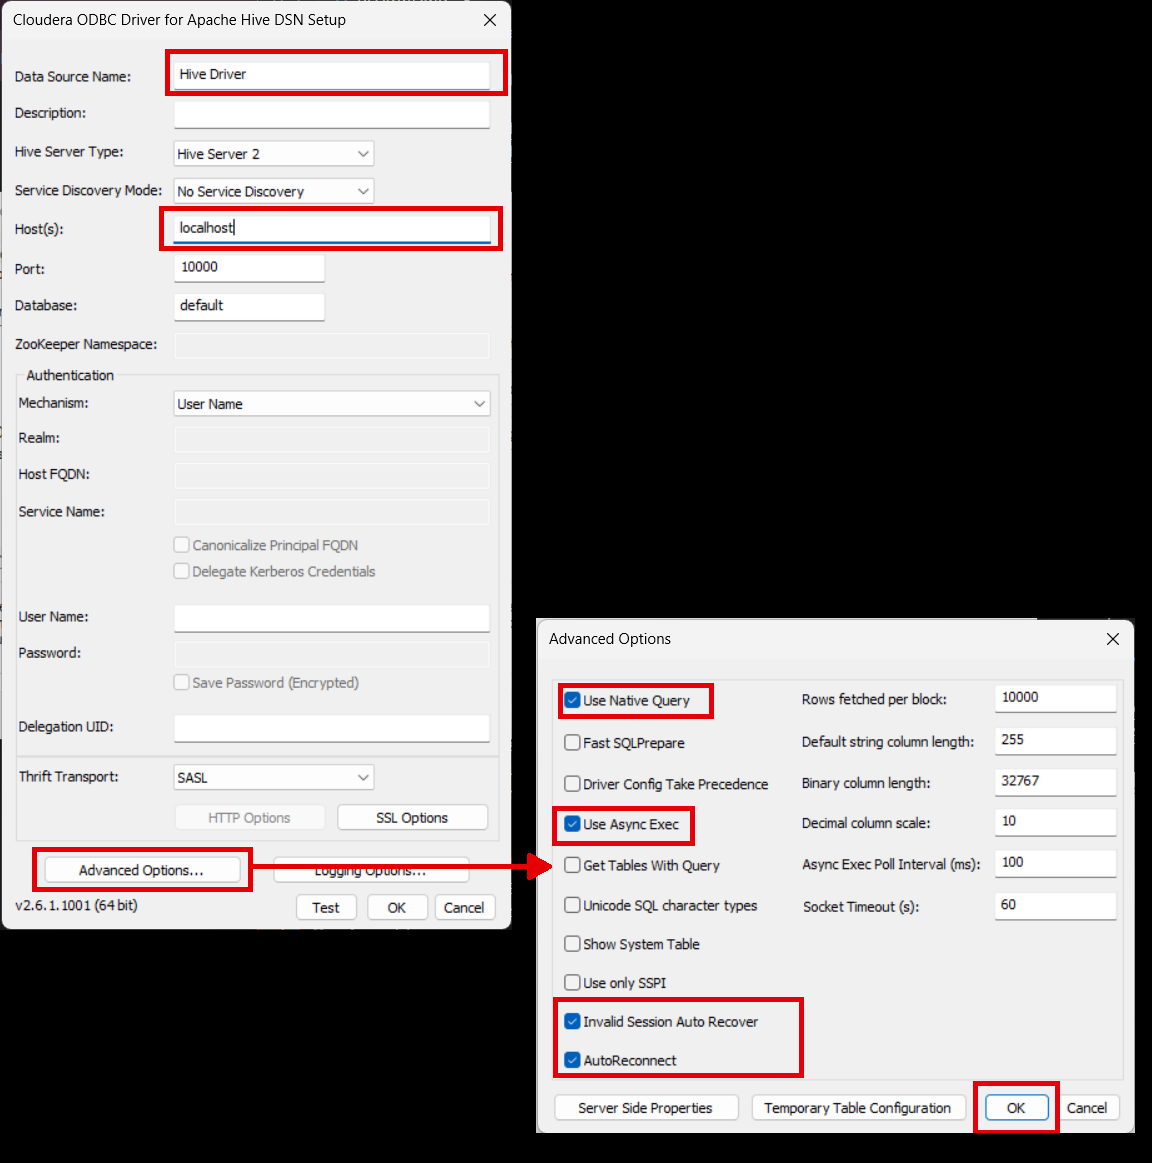 Cloudera ODBC Driver for Apache Hive DSN Setup
Data Source Name: Hive Driver
Description:
Hive Server Type: Hive Server 2
Service Discovery Mode: No Service Discovery
Host(s): localhost
Port: 10000
Database: default
ZooKeeper Namespace:
Authentication
Mechanism: User Name
Realm:
Host FQDN:
Service Name:
Canonicalize Principal FQDN
Delegate Kerberos Credentials
User Name:
Password:
Save Password (Encrypted)
Delegation UID:
Thrift Transport: SASL
HTTP Options SSL Options
Advanced Options... Logging Options...
v2.6.1.1001 (64 bit) Test OK Cancel
Advanced Options
Use Native Query Rows fetched per block: 10000
Fast SQLPrepare Default string column length: 255
Driver Config Take Precedence Binary column length: 32767
Use Async Exec Decimal column scale: 10
Get Tables With Query Async Exec Poll Interval (ms): 100
Unicode SQL character types Socket Timeout (s): 60
Show System Table
Use only SSPI
Invalid Session Auto Recover
AutoReconnect
Server Side Properties Temporary Table Configuration OK Cancel